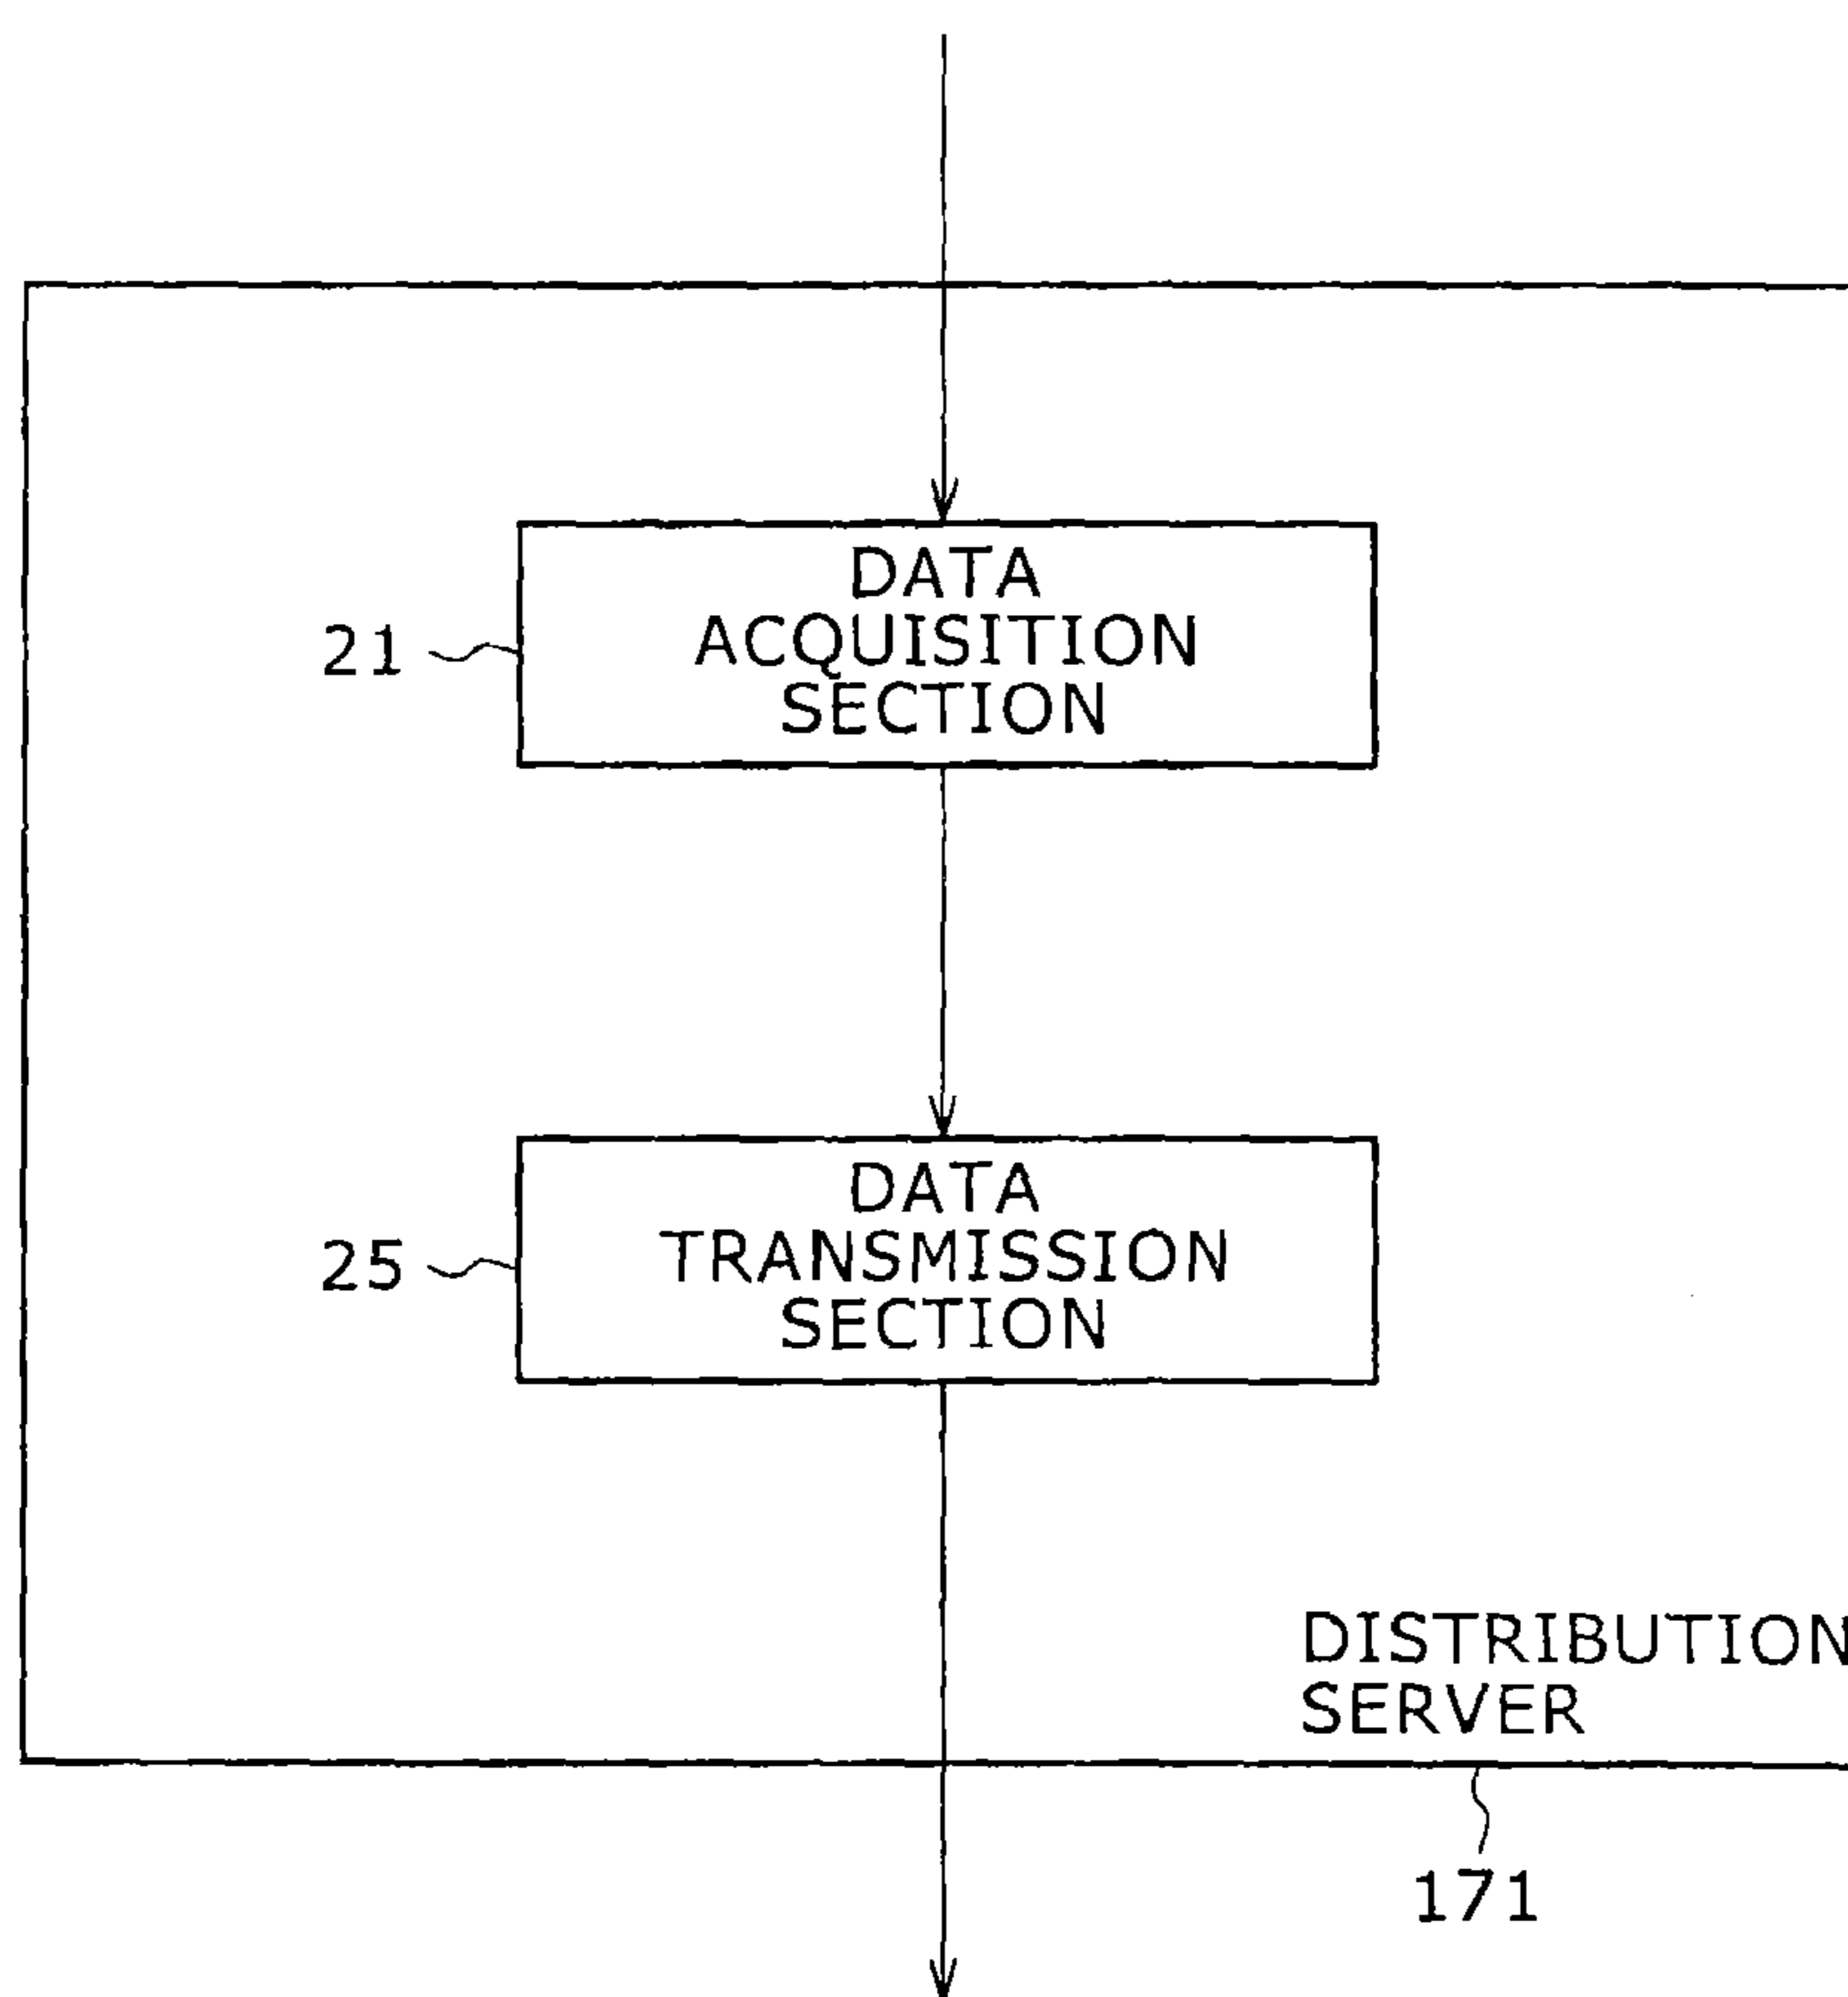 DATA
ACQUISITION
SECTION
21
DATA
TRANSMISSION
SECTION
25
DISTRIBUTION
SERVER
171